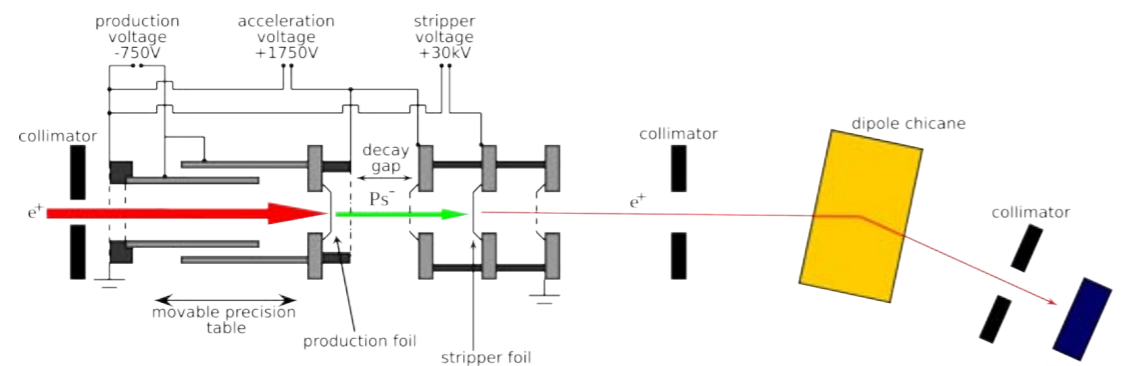 production
voltage
-750V
acceleration
voltage
+1750V
stripper
voltage
+30kV
collimator
decay
gap
collimator
dipole chicane
e+
Ps-
e+
collimator
movable precision
table
production foil
stripper foil